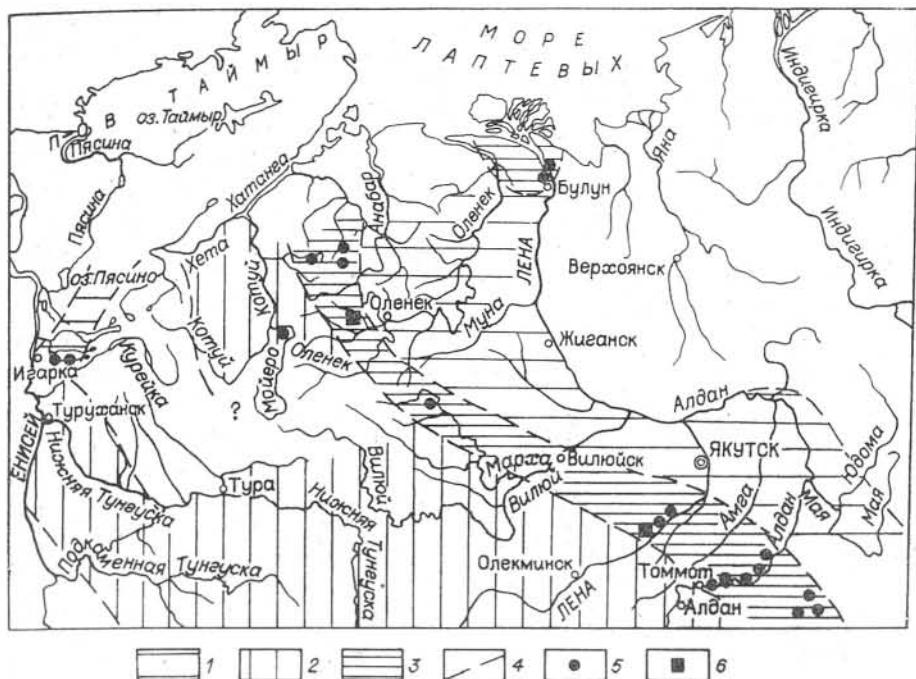 МОРЕ
ЛАПТЕВЫХ
ТАЙМЫР
оз. Таймыр
Пясина
Пясина
Хатанга
Оленек
Булун
Яна
Индигирка
Индигирка
оз. Пясино
Хета
Котуй
Котуй
ЛЕНА
Верхоянск
Оленек
Муна
Жиганск
Игарка
Курейка
Мойеро
Оленек
?
Туруханск
ЕНИСЕЙ
Нижняя Тунгуска
Тура
Вилюй
Нижняя
Тунгуска
Марха
Вилюйск
Вилюй
Алдан
ЯКУТСК
Амга
Алдан
Мая
Юдома
Мая
Подкаменная Тунгуска
Олекминск
ЛЕНА
Томмот
Алдан
1 2 3 4 5 6